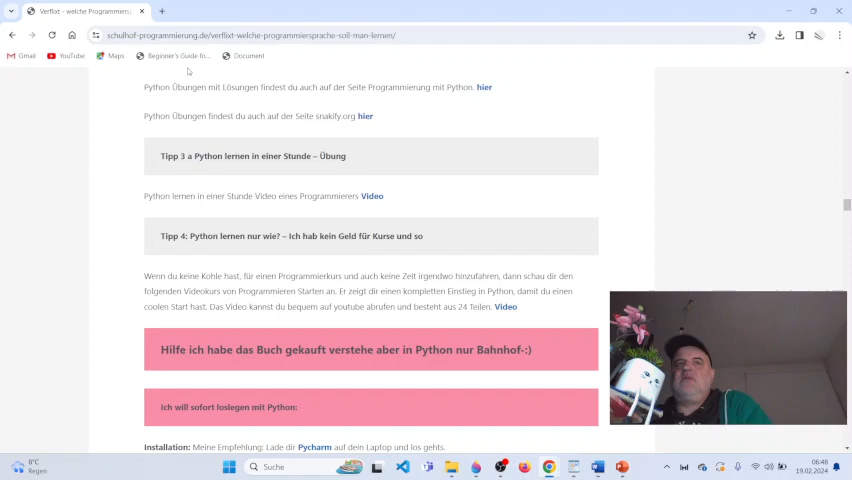 Verflixt - welche Programmiersp
schulhof-programmierung.de/verflixt-welche-programmiersprache-soll-man-lernen/
Gmail YouTube Maps Beginner's Guide fo... Document
Python Übungen mit Lösungen findest du auch auf der Seite Programmierung mit Python. hier
Python Übungen findest du auch auf der Seite snakify.org hier
Tipp 3 a Python lernen in einer Stunde – Übung
Python lernen in einer Stunde Video eines Programmierers Video
Tipp 4: Python lernen nur wie? – Ich hab kein Geld für Kurse und so
Wenn du keine Kohle hast, für einen Programmierkurs und auch keine Zeit irgendwo hinzufahren, dann schau dir den
folgenden Videokurs von Programmieren Starten an. Er zeigt dir einen kompletten Einstieg in Python, damit du einen
coolen Start hast. Das Video kannst du bequem auf youtube abrufen und besteht aus 24 Teilen. Video
Hilfe ich habe das Buch gekauft verstehe aber in Python nur Bahnhof-:)
Ich will sofort loslegen mit Python:
Installation: Meine Empfehlung: Lade dir Pycharm auf dein Laptop und los gehts.
8°C
Regen
Suche
06:48
19.02.2024